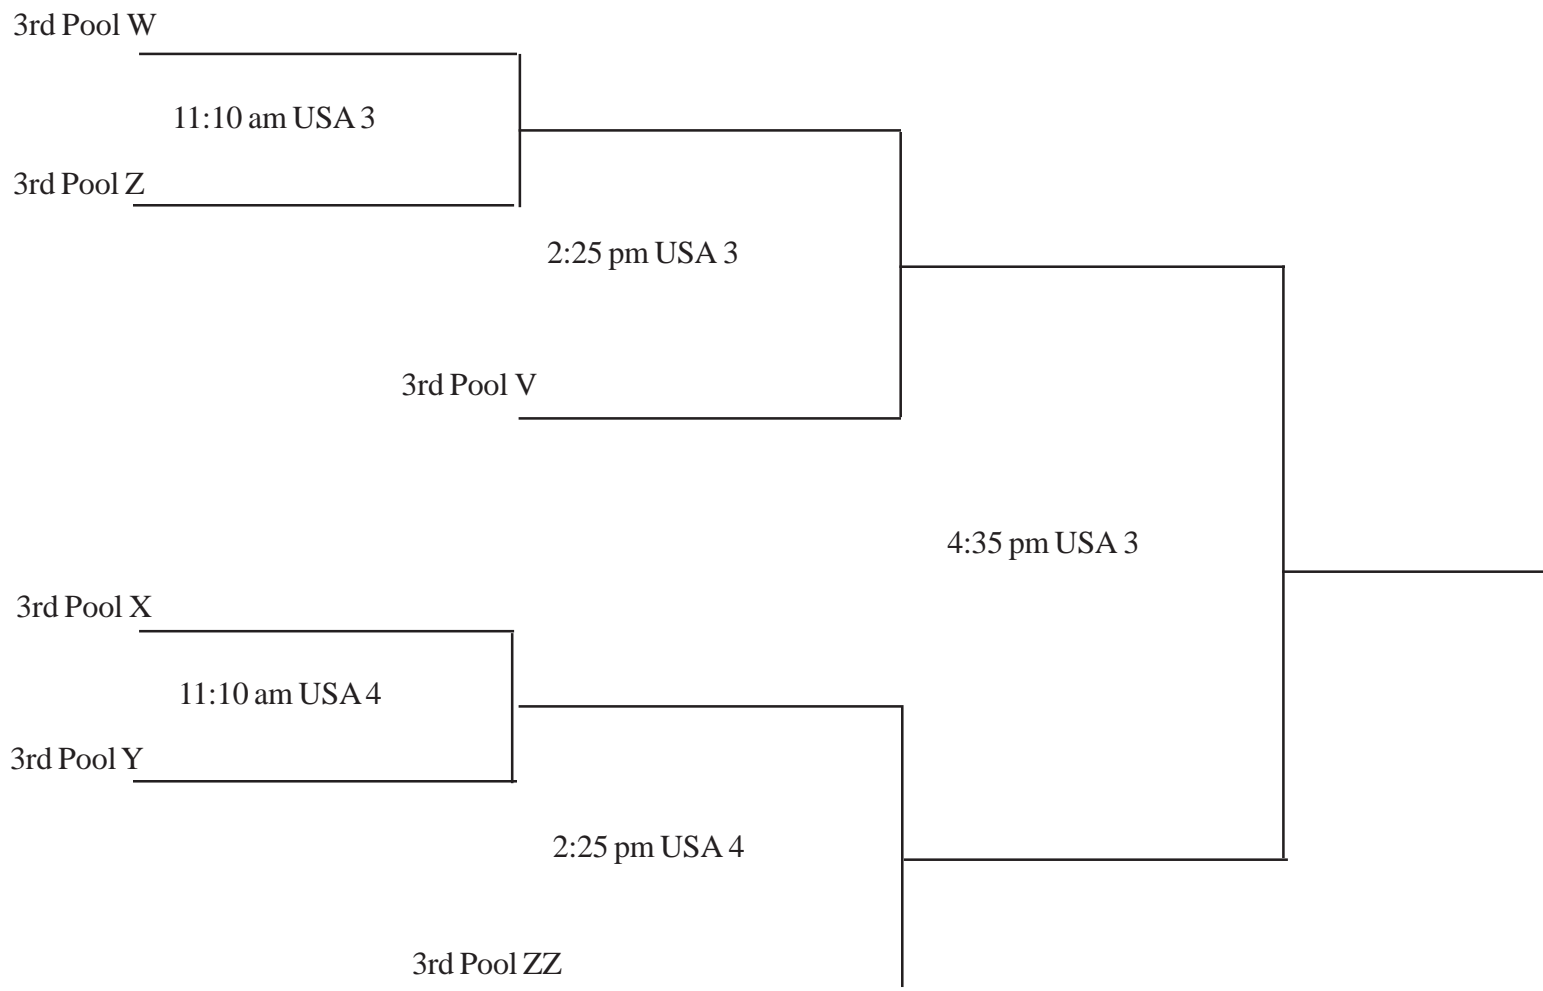 3rd Pool W
11:10 am USA 3
3rd Pool Z
2:25 pm USA 3
3rd Pool V
4:35 pm USA 3
3rd Pool X
11:10 am USA 4
3rd Pool Y
2:25 pm USA 4
3rd Pool ZZ